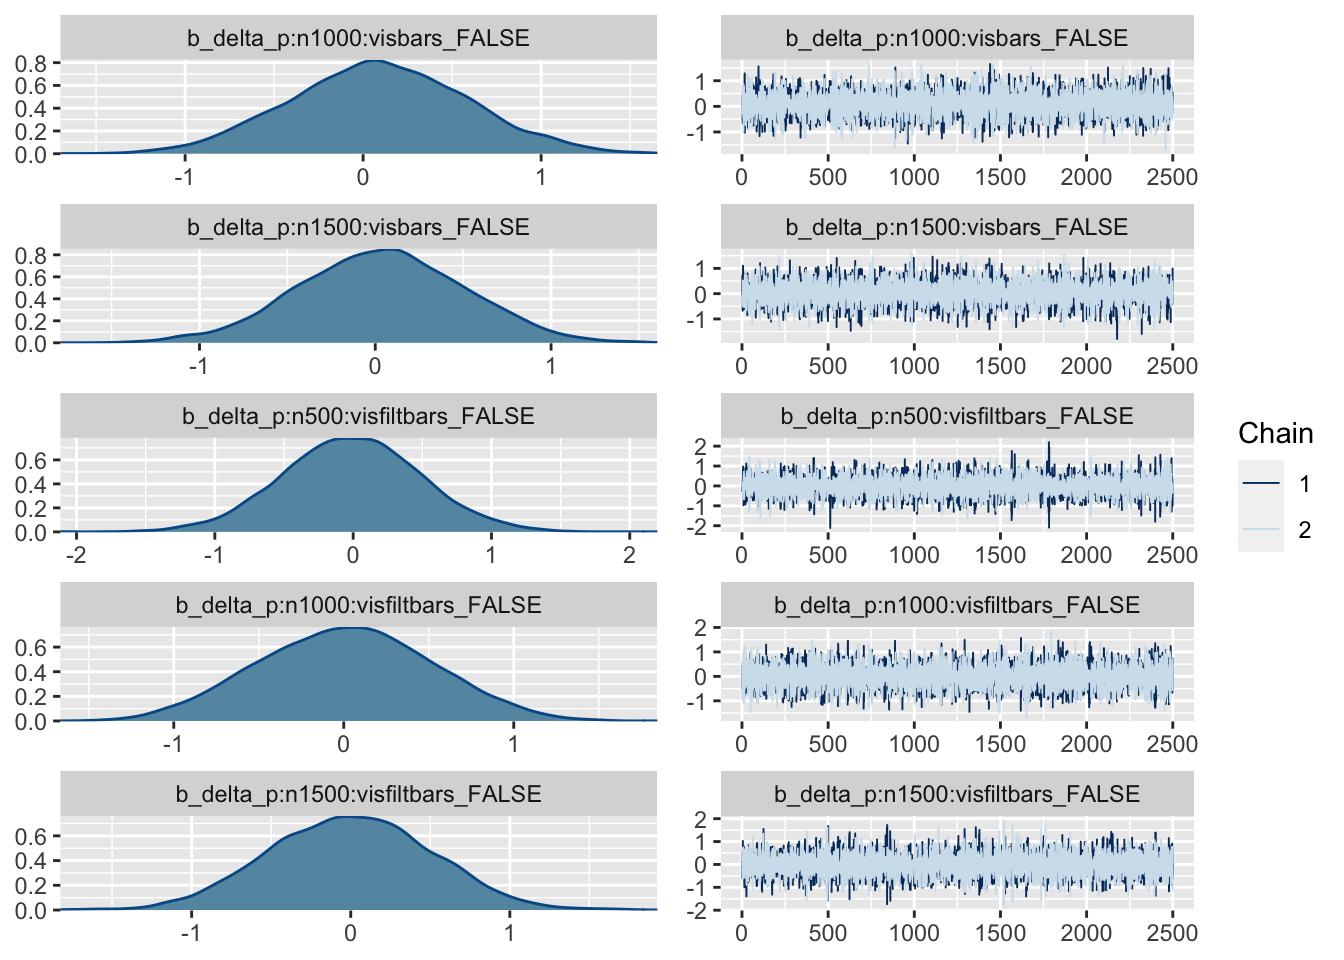 b_delta_p:n1000:visbars_FALSE
0.8
0.6
0.4
0.2
0.0
-1 0 1
b_delta_p:n1000:visbars_FALSE
1
0
-1
0 500 1000 1500 2000 2500
b_delta_p:n1500:visbars_FALSE
0.8
0.6
0.4
0.2
0.0
-1 0 1
b_delta_p:n1500:visbars_FALSE
1
0
-1
0 500 1000 1500 2000 2500
b_delta_p:n500:visfiltbars_FALSE
0.6
0.4
0.2
0.0
-2 -1 0 1 2
b_delta_p:n500:visfiltbars_FALSE
2
1
0
-1
-2
0 500 1000 1500 2000 2500
b_delta_p:n1000:visfiltbars_FALSE
0.6
0.4
0.2
0.0
-1 0 1
b_delta_p:n1000:visfiltbars_FALSE
2
1
0
-1
0 500 1000 1500 2000 2500
b_delta_p:n1500:visfiltbars_FALSE
0.6
0.4
0.2
0.0
-1 0 1
b_delta_p:n1500:visfiltbars_FALSE
2
1
0
-1
-2
0 500 1000 1500 2000 2500
Chain
1
2